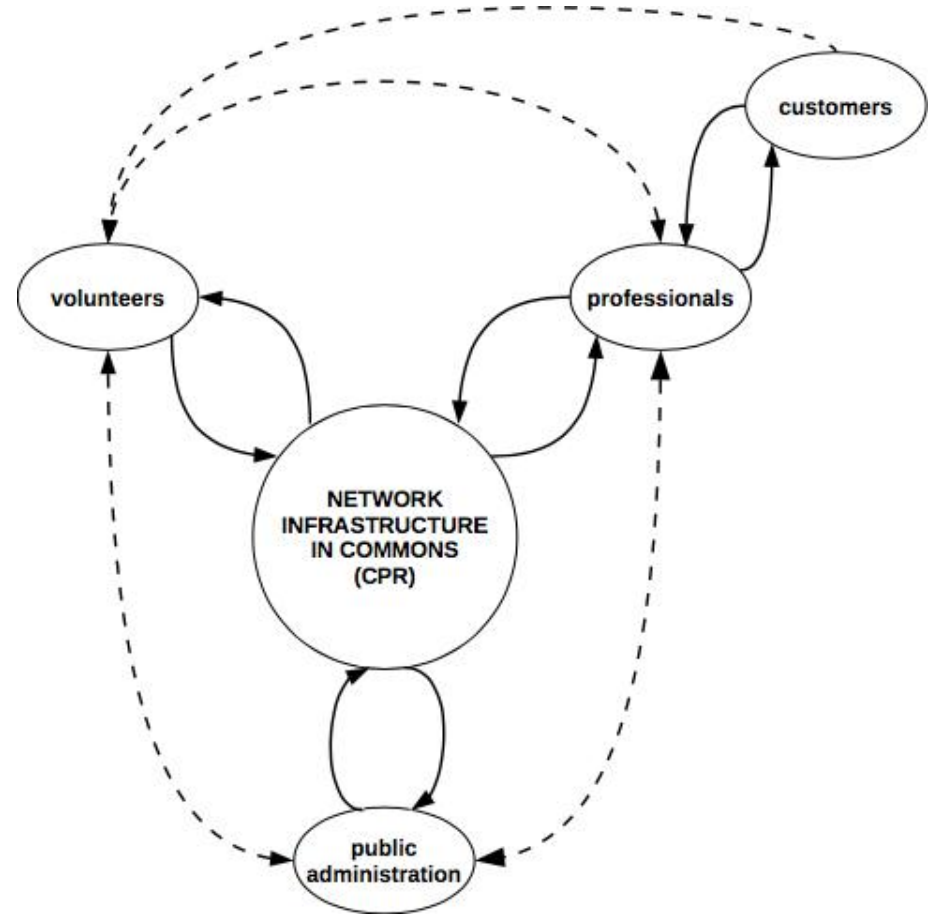 customers
volunteers
professionals
NETWORK
INFRASTRUCTURE
IN COMMONS
(CPR)
public
administration